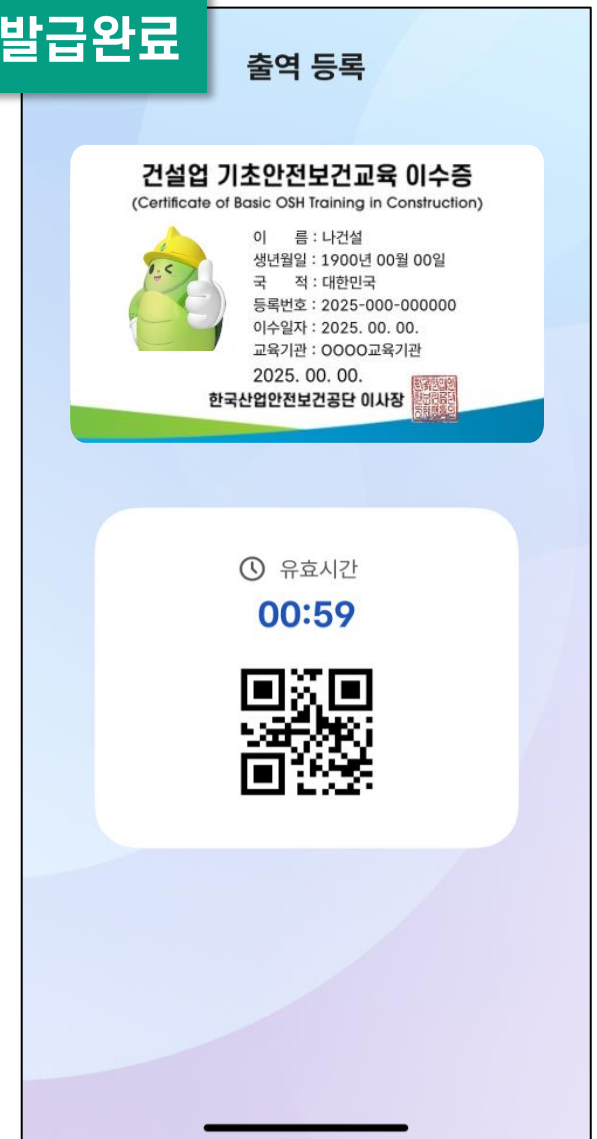 발급완료
출역 등록
건설업 기초안전보건교육 이수증
(Certificate of Basic OSH Training in Construction)
이 름 : 나건설
생년월일 : 1900년 00월 00일
국 적 : 대한민국
등록번호 : 2025-000-000000
이수일자 : 2025. 00. 00.
교육기관 : OOOO교육기관
2025. 00. 00.
한국산업안전보건공단 이사장
유효시간
00:59